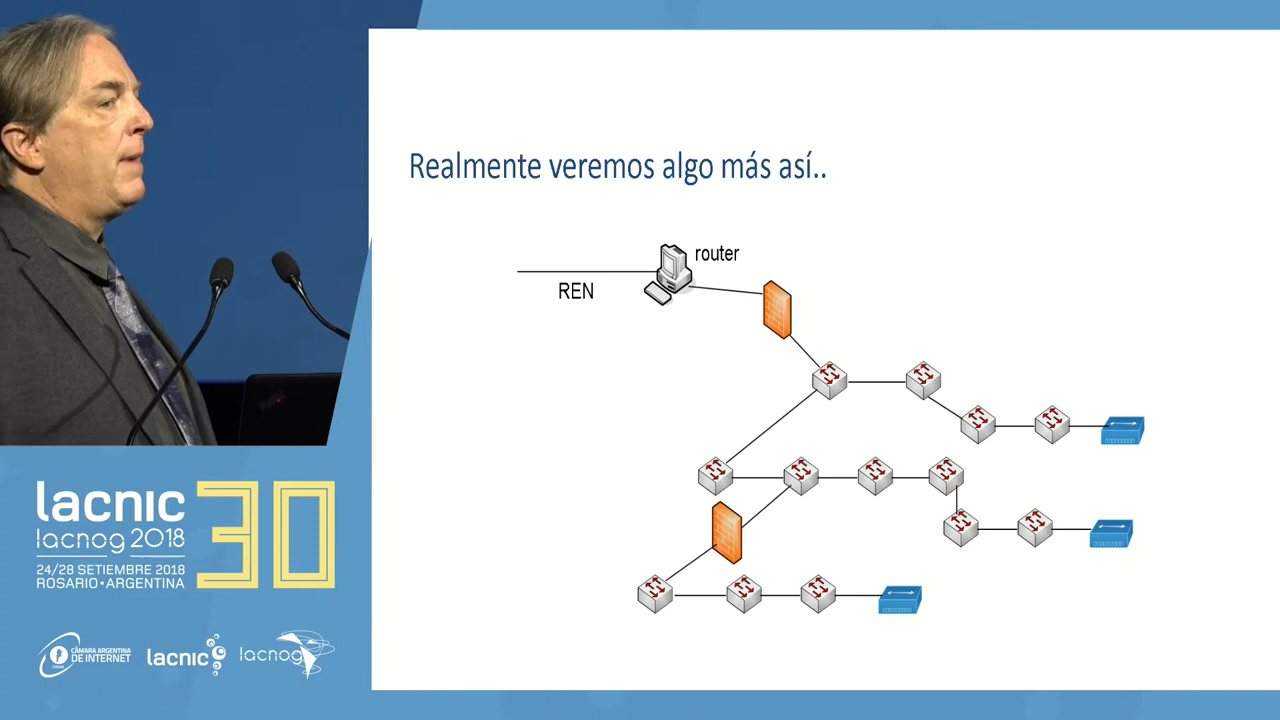 Realmente veremos algo más así..
router
REN
lacnic 30
lacnog 2018
24/28 SETIEMBRE 2018
ROSARIO • ARGENTINA
CÁMARA ARGENTINA
DE INTERNET
lacnic
lacnog